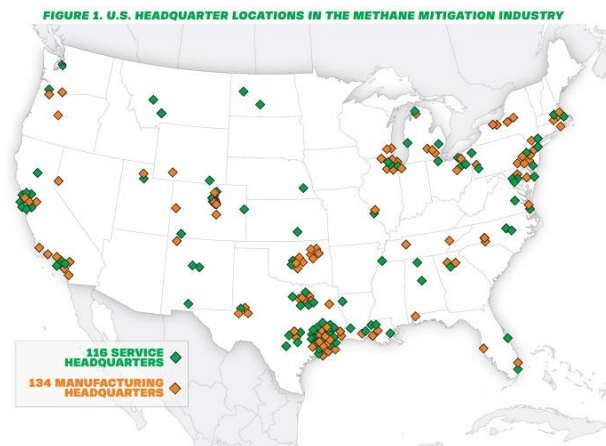 FIGURE 1. U.S. HEADQUARTER LOCATIONS IN THE METHANE MITIGATION INDUSTRY
116 SERVICE
HEADQUARTERS
134 MANUFACTURING
HEADQUARTERS